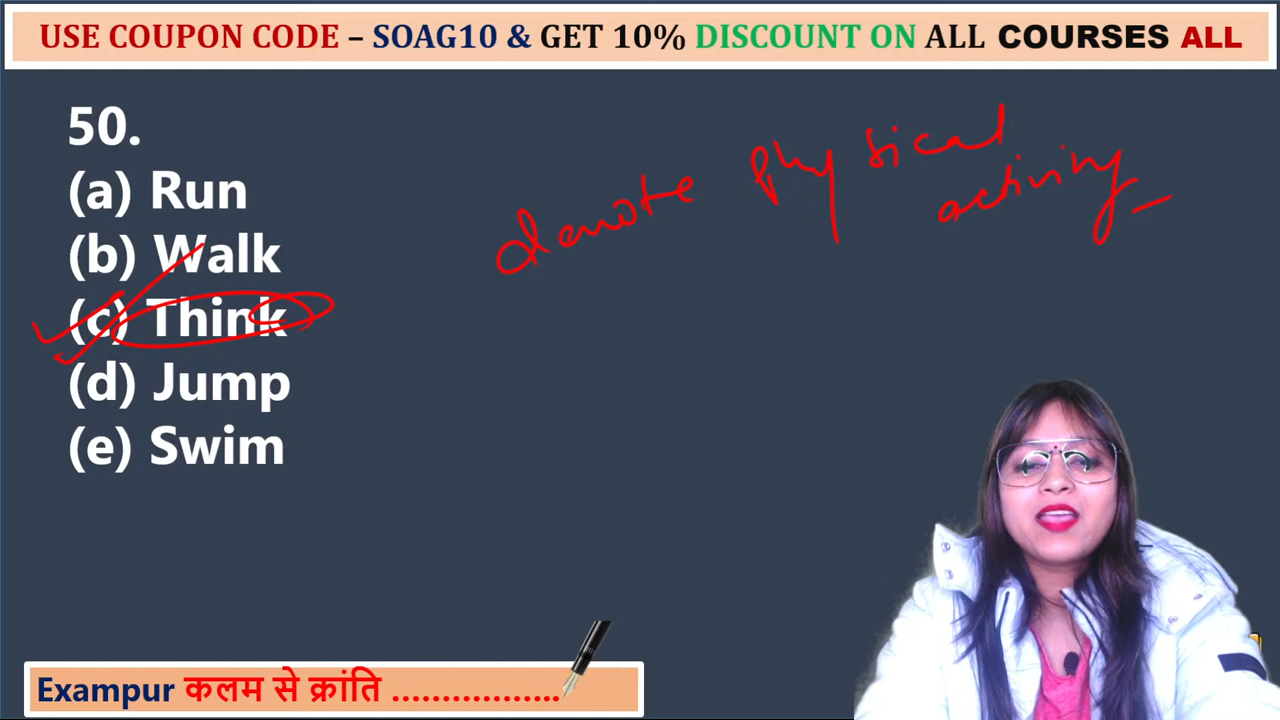 USE COUPON CODE – SOAG10 & GET 10% DISCOUNT ON ALL COURSES ALL
50.
(a) Run
(b) Walk
(c) Think
(d) Jump
(e) Swim
denote Physical
activity
Exampur कलम से क्रांति .................